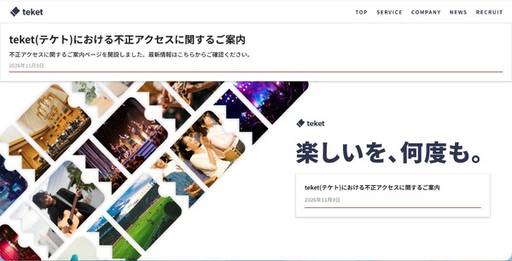 teket
TOP SERVICE COMPANY NEWS RECRUIT
teket(テケト)における不正アクセスに関するご案内
不正アクセスに関するご案内ページを開設しました。最新情報はこちらからご確認ください。
2026年11月9日
teket
楽しいを、何度も。
teket(テケト)における不正アクセスに関するご案内
2026年11月9日